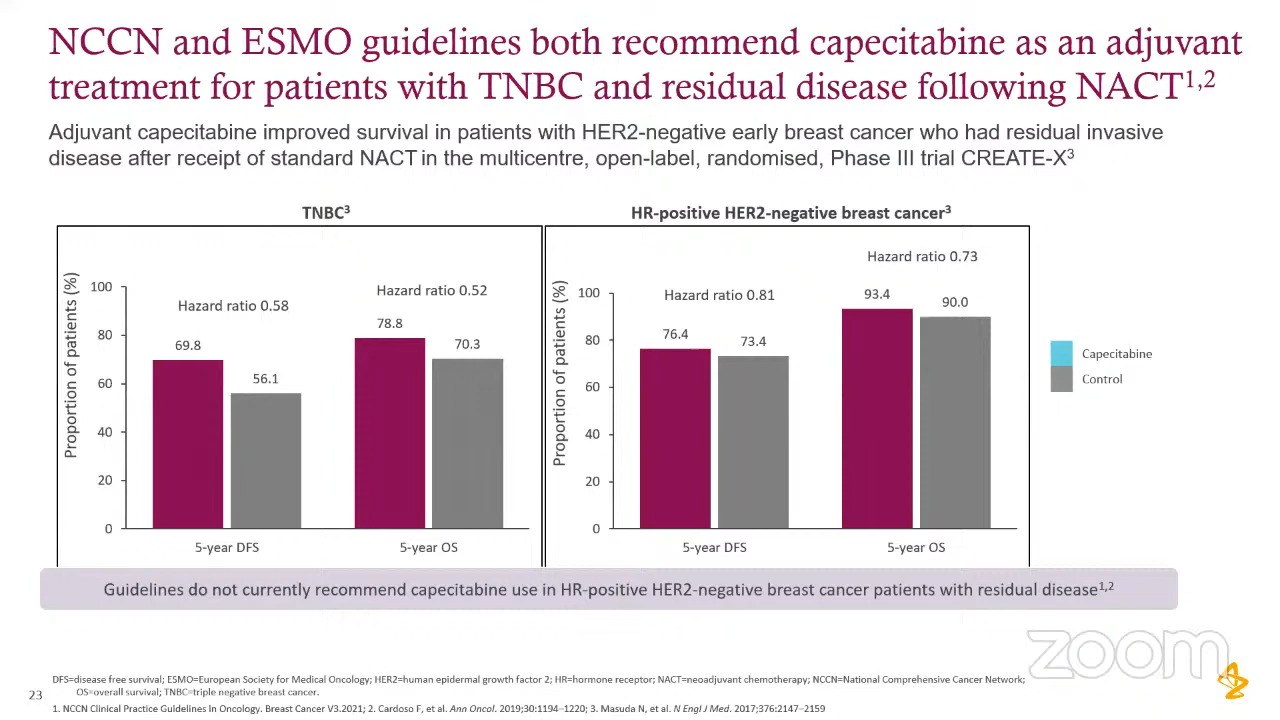 NCCN and ESMO guidelines both recommend capecitabine as an adjuvant
treatment for patients with TNBC and residual disease following NACT1,2
Adjuvant capecitabine improved survival in patients with HER2-negative early breast cancer who had residual invasive
disease after receipt of standard NACT in the multicentre, open-label, randomised, Phase III trial CREATE-X3
TNBC3
Proportion of patients (%)
100
80
60
40
20
0
Hazard ratio 0.58
69.8
56.1
Hazard ratio 0.52
78.8
70.3
5-year DFS
5-year OS
HR-positive HER2-negative breast cancer3
Proportion of patients (%)
100
80
60
40
20
0
Hazard ratio 0.81
76.4
73.4
Hazard ratio 0.73
93.4
90.0
5-year DFS
5-year OS
Capecitabine
Control
Guidelines do not currently recommend capecitabine use in HR-positive HER2-negative breast cancer patients with residual disease1,2
zoom
DFS=disease free survival; ESMO=European Society for Medical Oncology; HER2=human epidermal growth factor 2; HR=hormone receptor; NACT=neoadjuvant chemotherapy; NCCN=National Comprehensive Cancer Network;
OS=overall survival; TNBC=triple negative breast cancer.
23
1. NCCN Clinical Practice Guidelines In Oncology. Breast Cancer V3.2021; 2. Cardoso F, et al. Ann Oncol. 2019;30:1194–1220; 3. Masuda N, et al. N Engl J Med. 2017;376:2147–2159